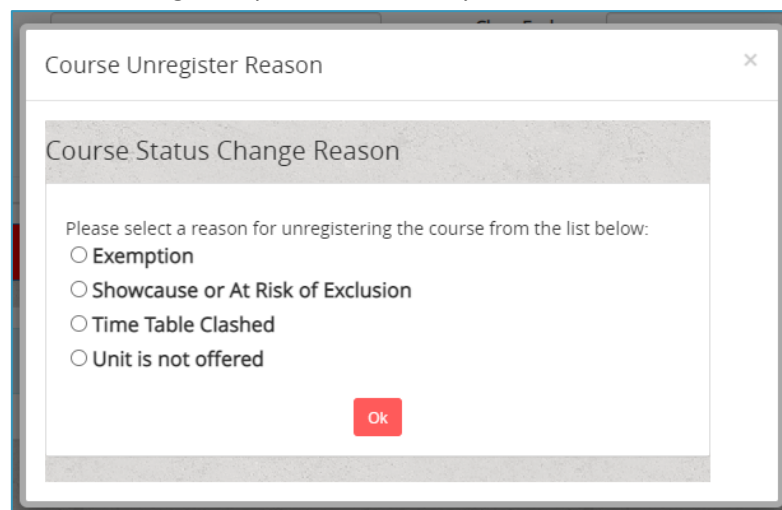 Course Unregister Reason
×
Course Status Change Reason
Please select a reason for unregistering the course from the list below:
Exemption
Showcause or At Risk of Exclusion
Time Table Clashed
Unit is not offered
Ok